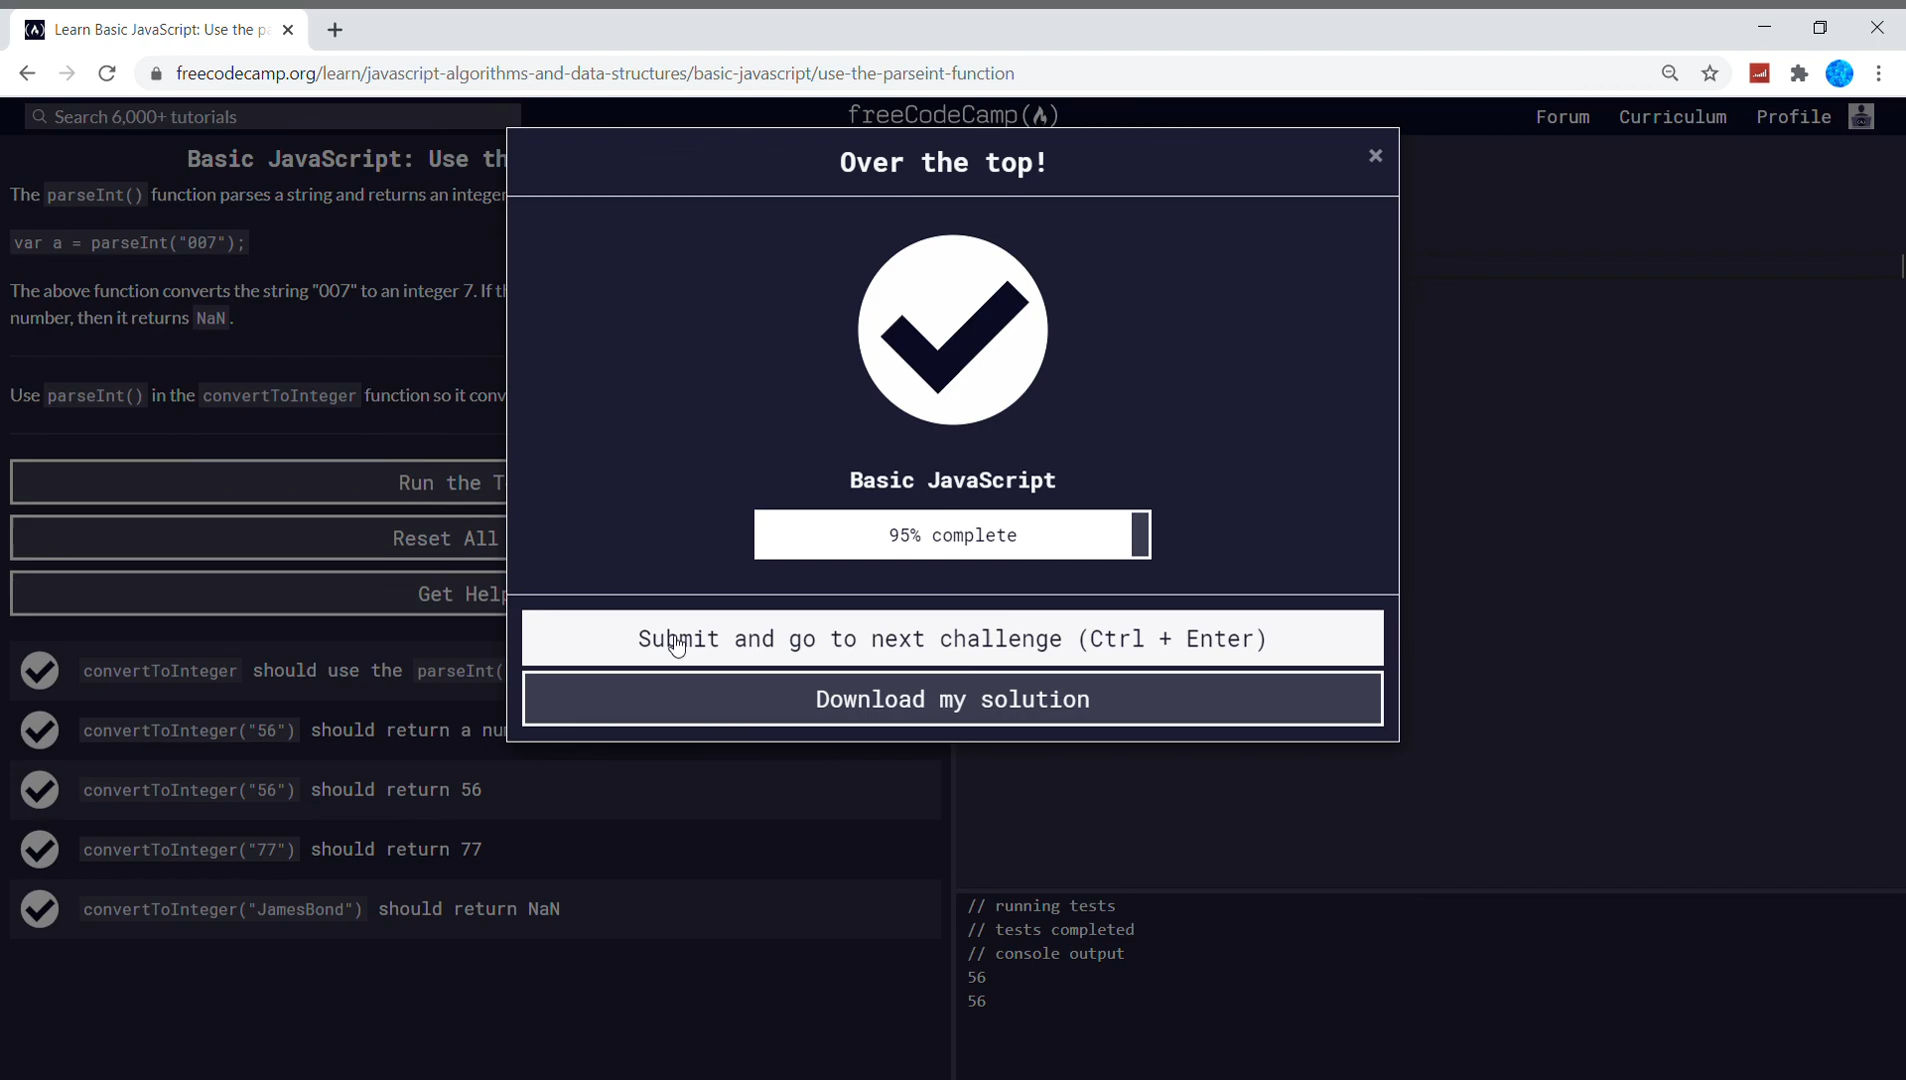 Learn Basic JavaScript: Use the pa
freecodecamp.org/learn/javascript-algorithms-and-data-structures/basic-javascript/use-the-parseint-function
Search 6,000+ tutorials
freeCodeCamp(🔥)
Forum Curriculum Profile
Basic JavaScript: Use th
The parseInt() function parses a string and returns an integer
var a = parseInt("007");
The above function converts the string "007" to an integer 7. If th
number, then it returns NaN.
Use parseInt() in the convertToInteger function so it conv
Run the T
Reset All
Get Help
convertToInteger should use the parseInt(
convertToInteger("56") should return a num
convertToInteger("56") should return 56
convertToInteger("77") should return 77
convertToInteger("JamesBond") should return NaN
Over the top!
Basic JavaScript
95% complete
Submit and go to next challenge (Ctrl + Enter)
Download my solution
// running tests
// tests completed
// console output
56
56